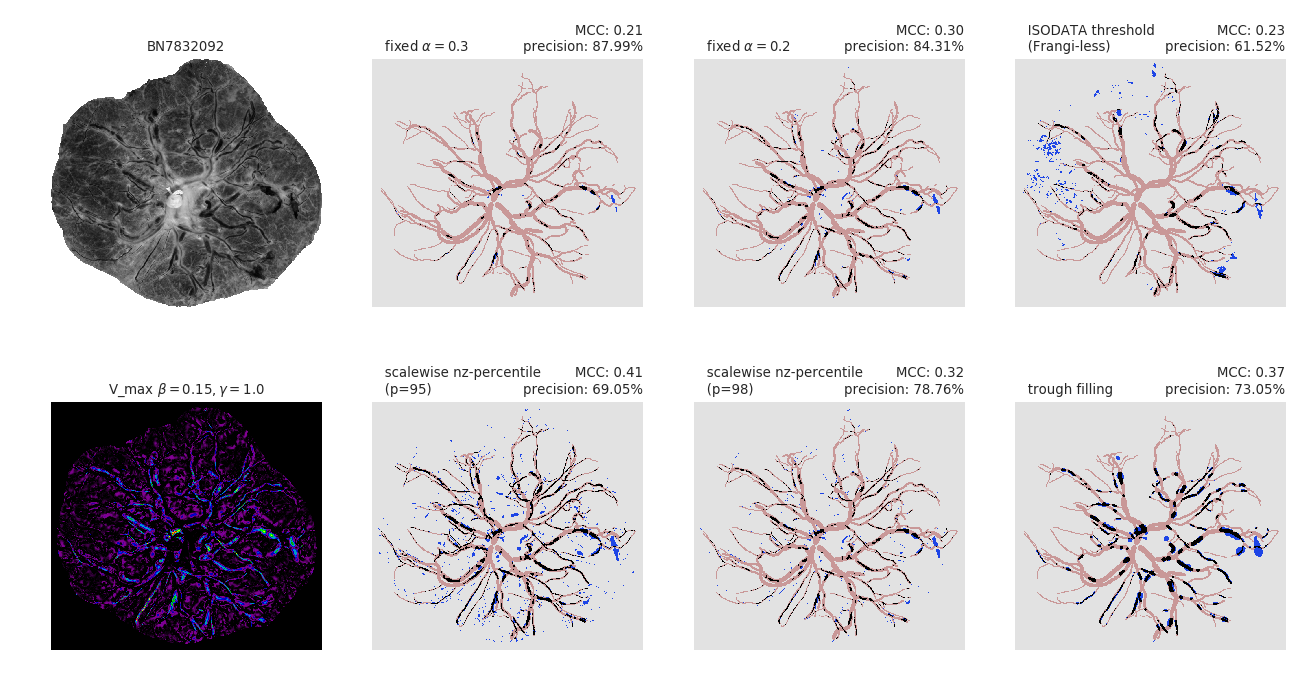 BN7832092
fixed α = 0.3
MCC: 0.21
precision: 87.99%
fixed α = 0.2
MCC: 0.30
precision: 84.31%
ISODATA threshold
(Frangi-less)
MCC: 0.23
precision: 61.52%
V_max β = 0.15, γ = 1.0
scalewise nz-percentile
(p=95)
MCC: 0.41
precision: 69.05%
scalewise nz-percentile
(p=98)
MCC: 0.32
precision: 78.76%
trough filling
MCC: 0.37
precision: 73.05%